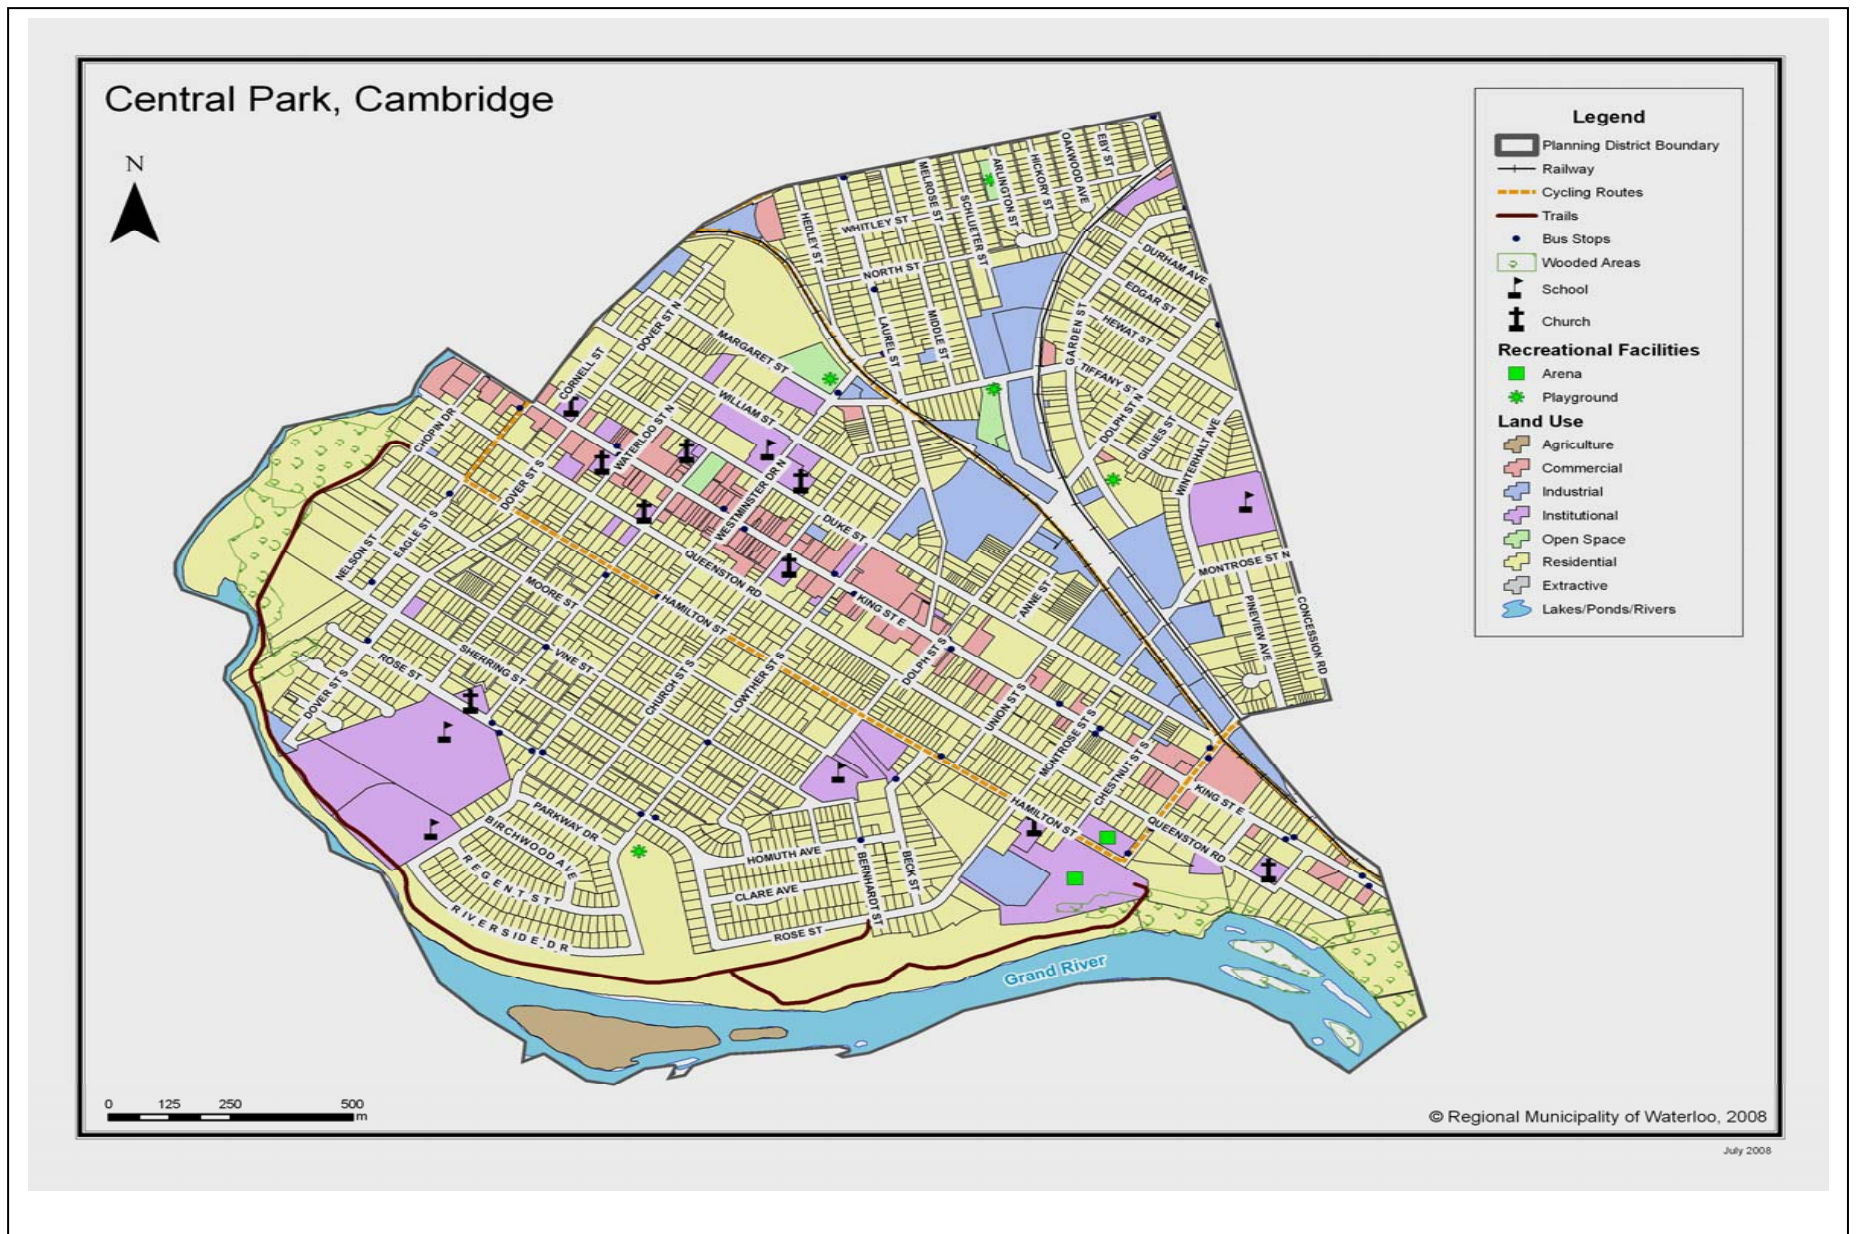 Central Park, Cambridge
N
Legend
Planning District Boundary
Railway
Cycling Routes
Trails
Bus Stops
Wooded Areas
School
Church
Recreational Facilities
Arena
Playground
Land Use
Agriculture
Commercial
Industrial
Institutional
Open Space
Residential
Extractive
Lakes/Ponds/Rivers
EBY ST
OAKWOOD AVE
HICKORY ST
ARLINGTON ST
SCHLUETER ST
MELROSE ST
HEDLEY ST
WHITLEY ST
NORTH ST
LAUREL ST
MIDDLE ST
DURHAM AVE
EDGAR ST
HEWAT ST
GARDEN ST
TIFFANY ST
DOLPH ST N
GILLIES ST
WINTERHALT AVE
MONTROSE ST N
PINEVIEW AVE
CONCESSION RD
DOVER ST N
MARGARET ST
CORNELL ST
WILLIAM ST
WATERLOO ST N
WESTMINSTER DR N
DUKE ST
CHOPIN DR
DOVER ST S
EAGLE ST S
NELSON ST
QUEENSTON RD
MOORE ST
HAMILTON ST
KING ST E
ANNE ST
DOLPH ST S
UNION ST S
MONTROSE ST S
CHESTNUT ST S
VINE ST
SHERRING ST
ROSE ST
DOVER ST S
CHURCH ST S
LOWTHER ST S
HAMILTON ST
KING ST E
QUEENSTON RD
PARKWAY DR
BIRCHWOOD AVE
REGENT ST
RIVERSIDE DR
HOMUTH AVE
CLARE AVE
BERNHARDT ST
BECK ST
ROSE ST
Grand River
0 125 250 500
m
© Regional Municipality of Waterloo, 2008
July 2008